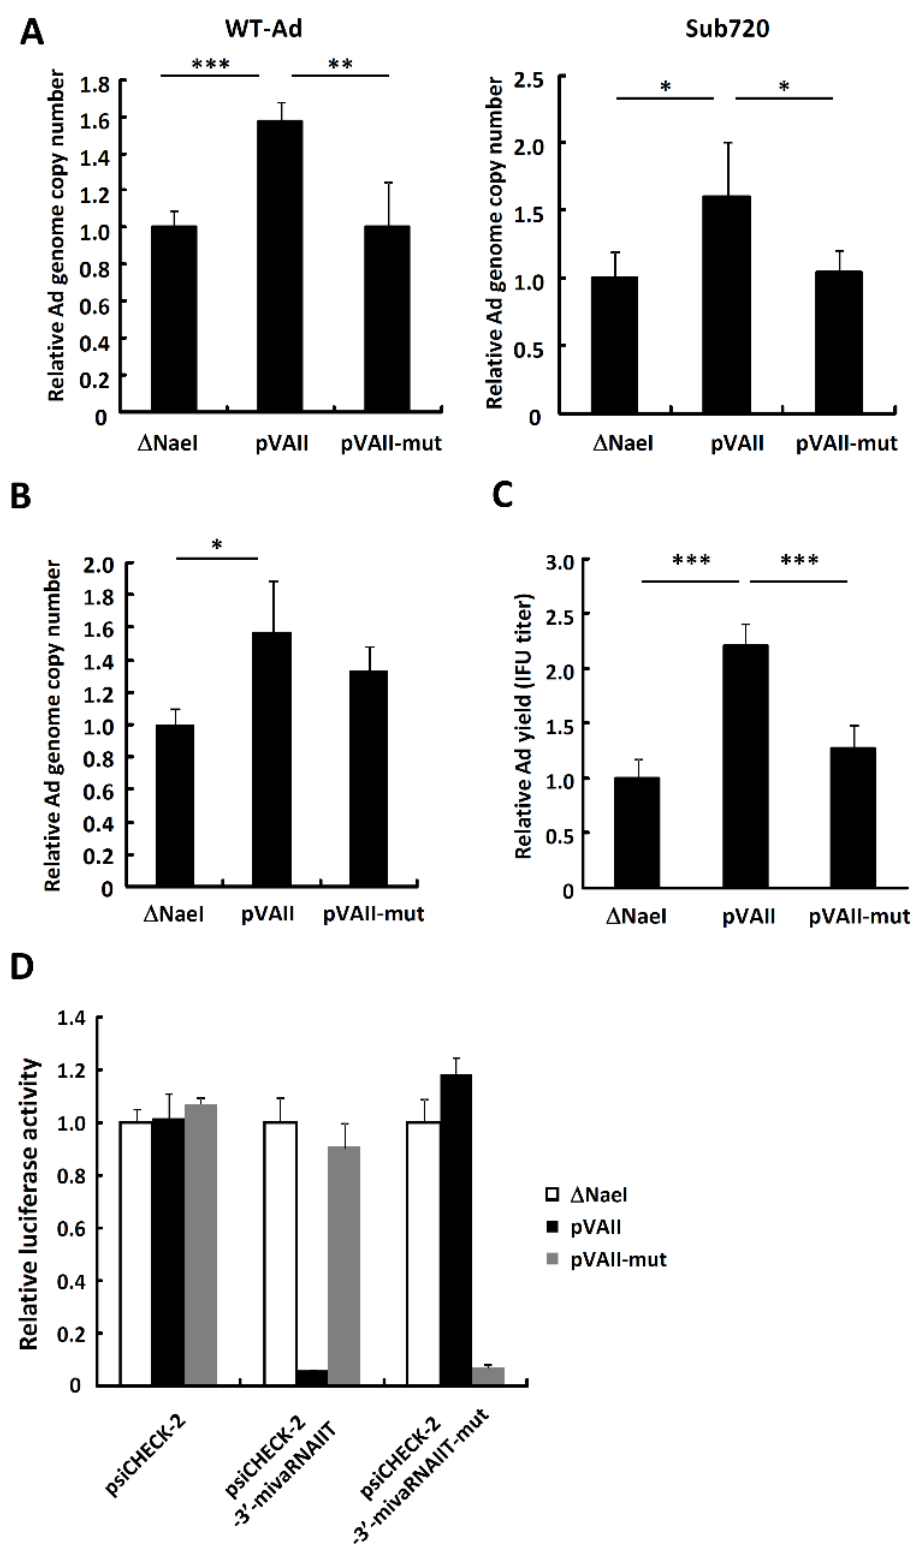 A
WT-Ad
Sub720
*** **
* *
Relative Ad genome copy number
1.8
1.6
1.4
1.2
1.0
0.8
0.6
0.4
0.2
0
ΔNaeI pVAII pVAII-mut
Relative Ad genome copy number
2.5
2.0
1.5
1.0
0.5
0
ΔNaeI pVAII pVAII-mut
B
*
Relative Ad genome copy number
2.0
1.8
1.6
1.4
1.2
1.0
0.8
0.6
0.4
0.2
0
ΔNaeI pVAII pVAII-mut
C
*** ***
Relative Ad yield (IFU titer)
3.0
2.5
2.0
1.5
1.0
0.5
0
ΔNaeI pVAII pVAII-mut
D
Relative luciferase activity
1.4
1.2
1.0
0.8
0.6
0.4
0.2
0
psiCHECK-2
psiCHECK-2
-3′-mivaRNAIIT
psiCHECK-2
-3′-mivaRNAIIT-mut
ΔNaeI
pVAII
pVAII-mut